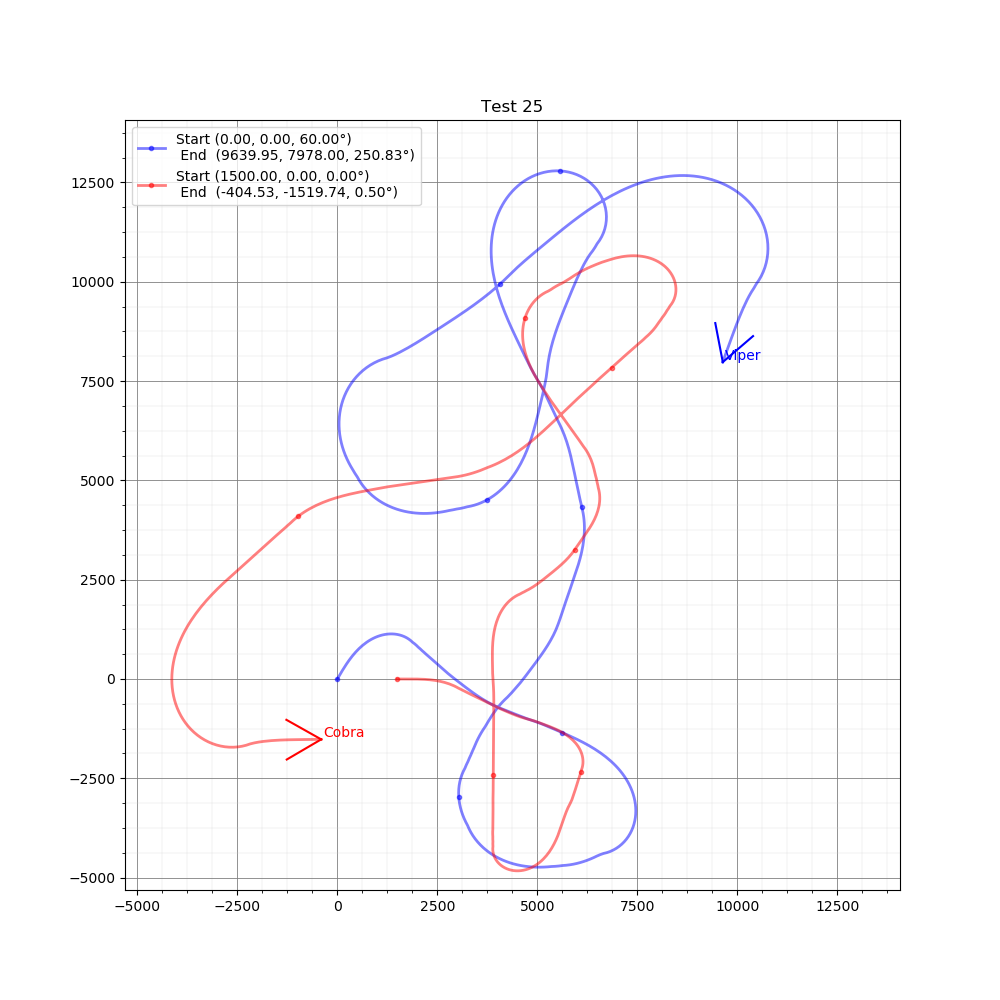 Test 25
Start (0.00, 0.00, 60.00°)
End (9639.95, 7978.00, 250.83°)
Start (1500.00, 0.00, 0.00°)
End (-404.53, -1519.74, 0.50°)
12500
10000
7500
5000
2500
0
−2500
−5000
Viper
Cobra
−5000 −2500 0 2500 5000 7500 10000 12500